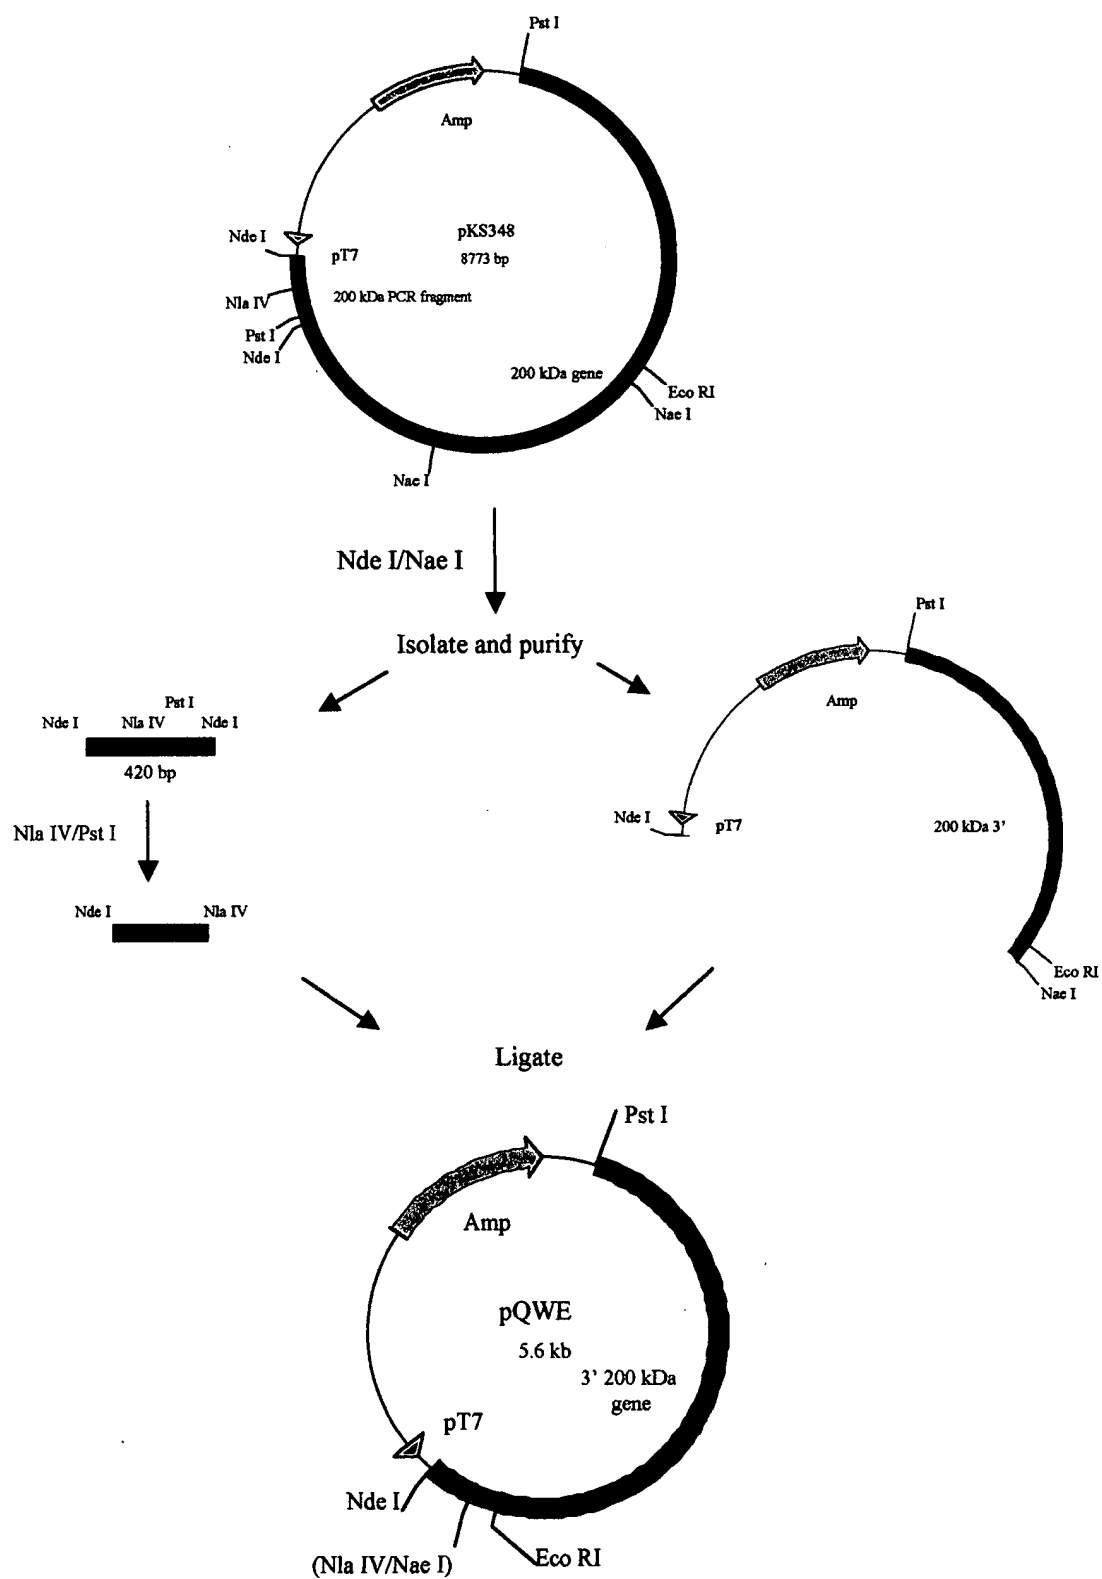 Pst I
Amp
Nde I
pT7
pKS348
8773 bp
Nla IV
200 kDa PCR fragment
Pst I
Nde I
200 kDa gene
Eco RI
Nae I
Nae I
Nde I/Nae I
Isolate and purify
Pst I
Nde I
Nla IV
Nde I
420 bp
Nla IV/Pst I
Nde I
Nla IV
Pst I
Amp
Nde I
pT7
200 kDa 3'
Eco RI
Nae I
Ligate
Pst I
Amp
pQWE
5.6 kb
3' 200 kDa
gene
pT7
Nde I
(Nla IV/Nae I)
Eco RI